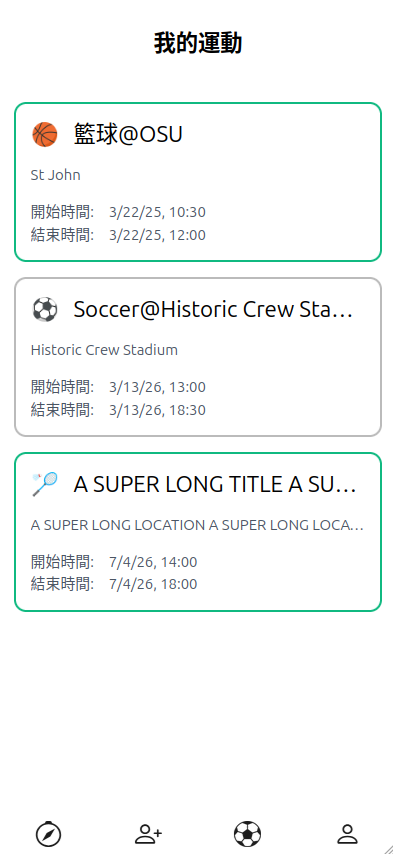 我的運動
籃球@OSU
St John
開始時間: 3/22/25, 10:30
結束時間: 3/22/25, 12:00
Soccer@Historic Crew Sta…
Historic Crew Stadium
開始時間: 3/13/26, 13:00
結束時間: 3/13/26, 18:30
A SUPER LONG TITLE A SU…
A SUPER LONG LOCATION A SUPER LONG LOCA…
開始時間: 7/4/26, 14:00
結束時間: 7/4/26, 18:00